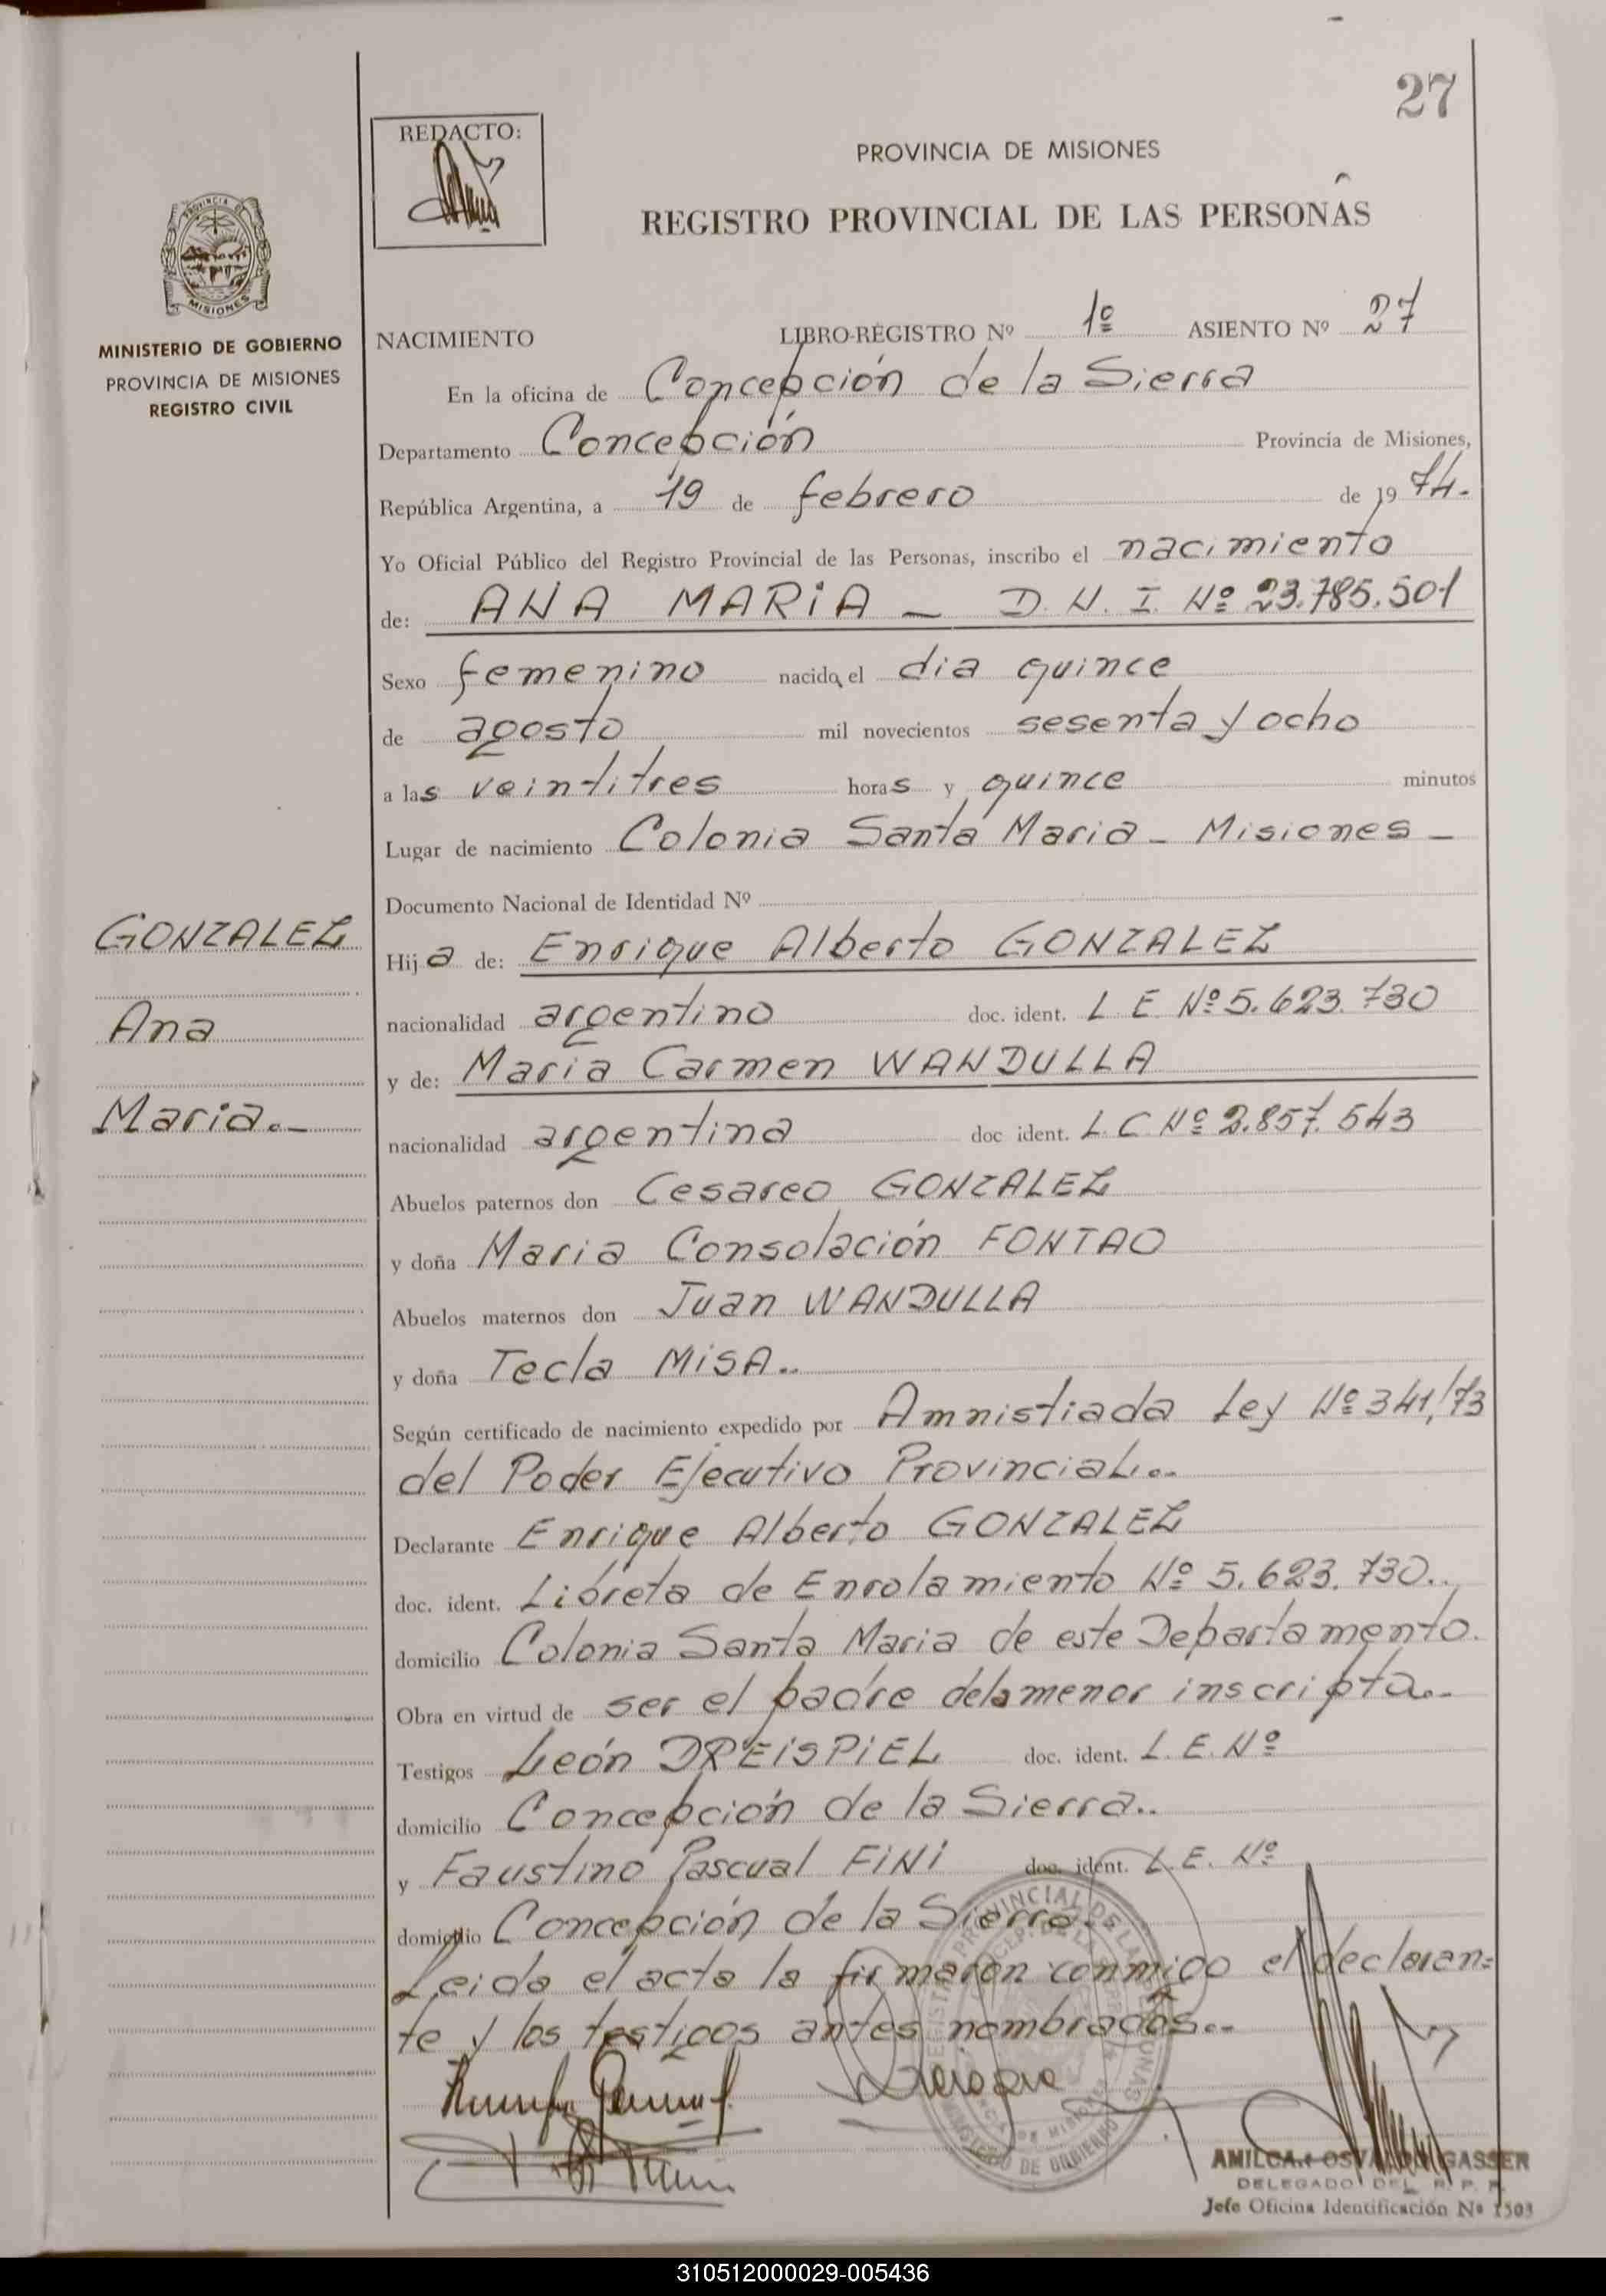 27
REDACTO:
PROVINCIA DE MISIONES
REGISTRO PROVINCIAL DE LAS PERSONAS
MISIONES
MINISTERIO DE GOBIERNO
PROVINCIA DE MISIONES
REGISTRO CIVIL
NACIMIENTO LIBRO-REGISTRO Nº 1º ASIENTO Nº 27
En la oficina de Concepción de la Sierra
Departamento Concepción Provincia de Misiones,
República Argentina, a 19 de febrero de 1974.
Yo Oficial Público del Registro Provincial de las Personas, inscribo el nacimiento
de: ANA MARIA — D. N. I. Nº 23.785.501
Sexo femenino nacida el dia quince
de agosto mil novecientos sesenta y ocho
a las veintitres horas y quince minutos
Lugar de nacimiento Colonia Santa Maria - Misiones —
Documento Nacional de Identidad Nº
GONZALEZ
Ana
Maria.—
Hija de: Enrique Alberto GONZALEZ
nacionalidad argentino doc. ident. L E Nº 5.623.730
y de: Maria Carmen WANDULLA
nacionalidad argentina doc ident. L.C Nº 2.857.543
Abuelos paternos don Cesareo GONZALEZ
y doña Maria Consolación FONTAO
Abuelos maternos don Juan WANDULLA
y doña Tecla MISA..
Según certificado de nacimiento expedido por Amnistiada Ley Nº 341/73
del Poder Ejecutivo Provincial...
Declarante Enrique Alberto GONZALEZ
doc. ident. Libreta de Enrolamiento Nº 5.623.730..
domicilio Colonia Santa Maria de este Departamento.
Obra en virtud de ser el padre dela menor inscripta..
Testigos León DREISPIEL doc. ident. L.E. Nº
domicilio Concepción de la Sierra..
y Faustino Pascual FINI doc. ident. L.E. Nº
domicilio Concepción de la Sierra.
Leida el acta la firmaron conmigo el declaran=
te y los testigos antes nombrados..
AMILCAR OSVALDO GASSER
DELEGADO DEL R. P. P.
Jefe Oficina Identificación Nº 1503
310512000029-005436